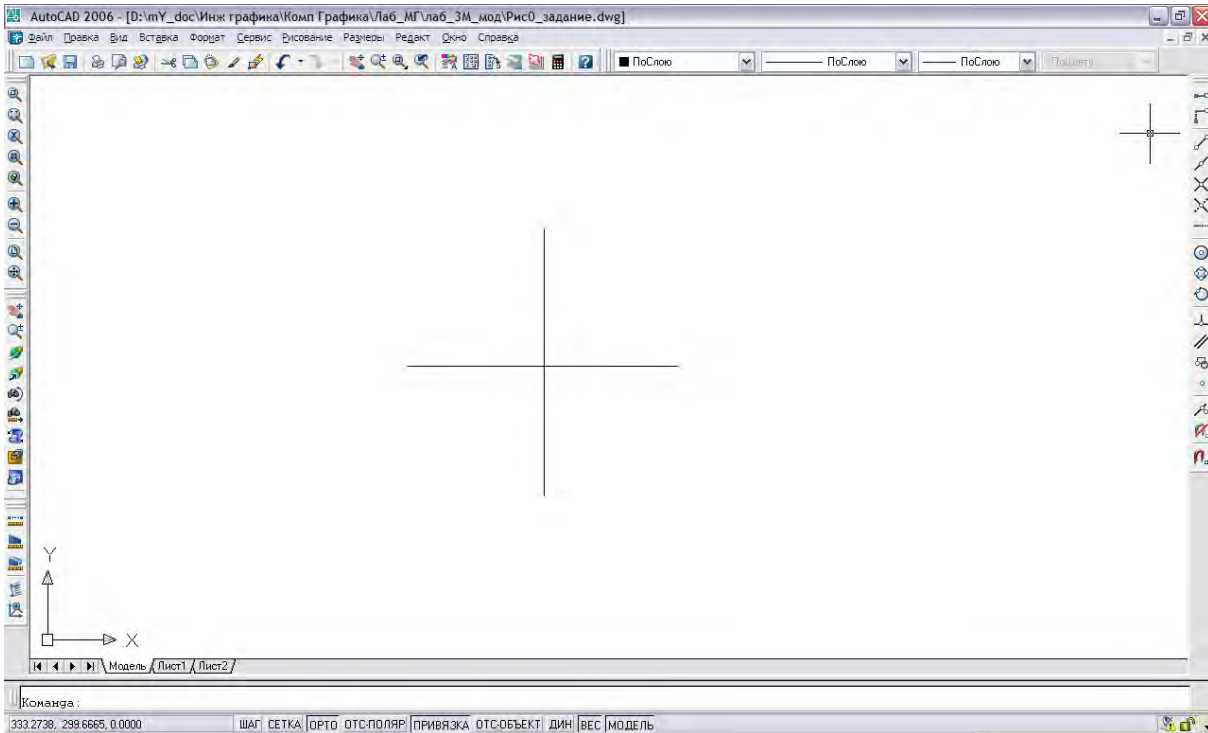 AutoCAD 2006 - [D:\mY_doc\Инж графика\Комп Графика\Лаб_МГ\лаб_3М_мод\Рис0_задание.dwg]
Файл Правка Вид Вставка Формат Сервис Рисование Размеры Редакт Окно Справка
ПоСлою ПоСлою ПоСлою ПоЦвету
Y
X
Модель Лист1 Лист2
Команда:
333.2738, 299.6665, 0.0000 ШАГ СЕТКА ОРТО ОТС-ПОЛЯР ПРИВЯЗКА ОТС-ОБЪЕКТ ДИН ВЕС МОДЕЛЬ